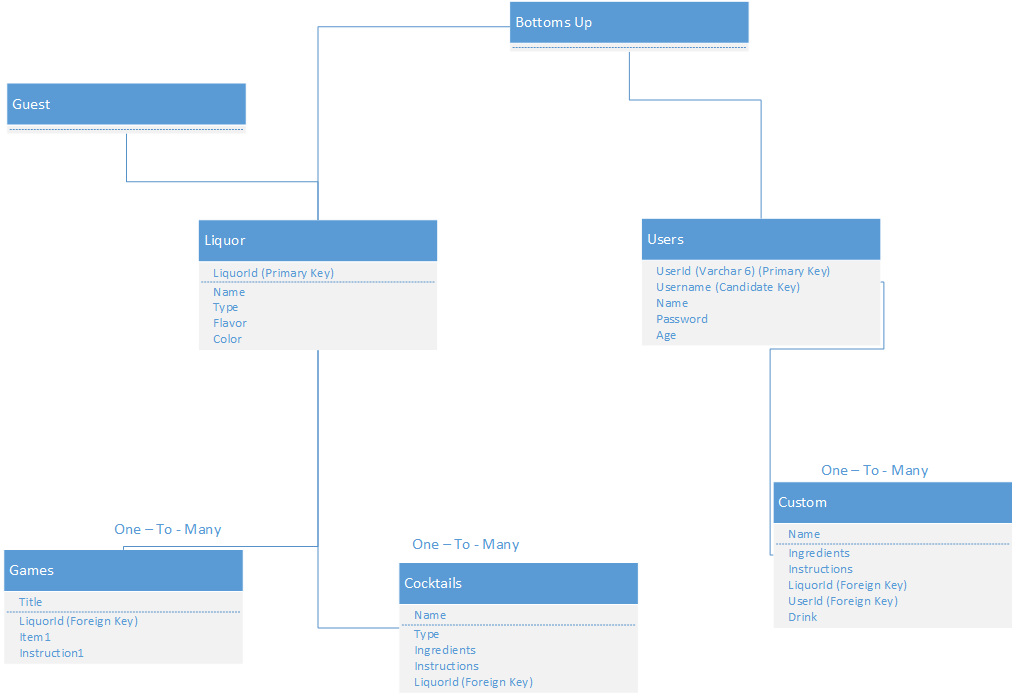 Bottoms Up
Guest
Liquor
LiquorId (Primary Key)
Name
Type
Flavor
Color
Users
UserId (Varchar 6) (Primary Key)
Username (Candidate Key)
Name
Password
Age
One – To - Many
Games
Title
LiquorId (Foreign Key)
Item1
Instruction1
One – To - Many
Cocktails
Name
Type
Ingredients
Instructions
LiquorId (Foreign Key)
One – To - Many
Custom
Name
Ingredients
Instructions
LiquorId (Foreign Key)
UserId (Foreign Key)
Drink